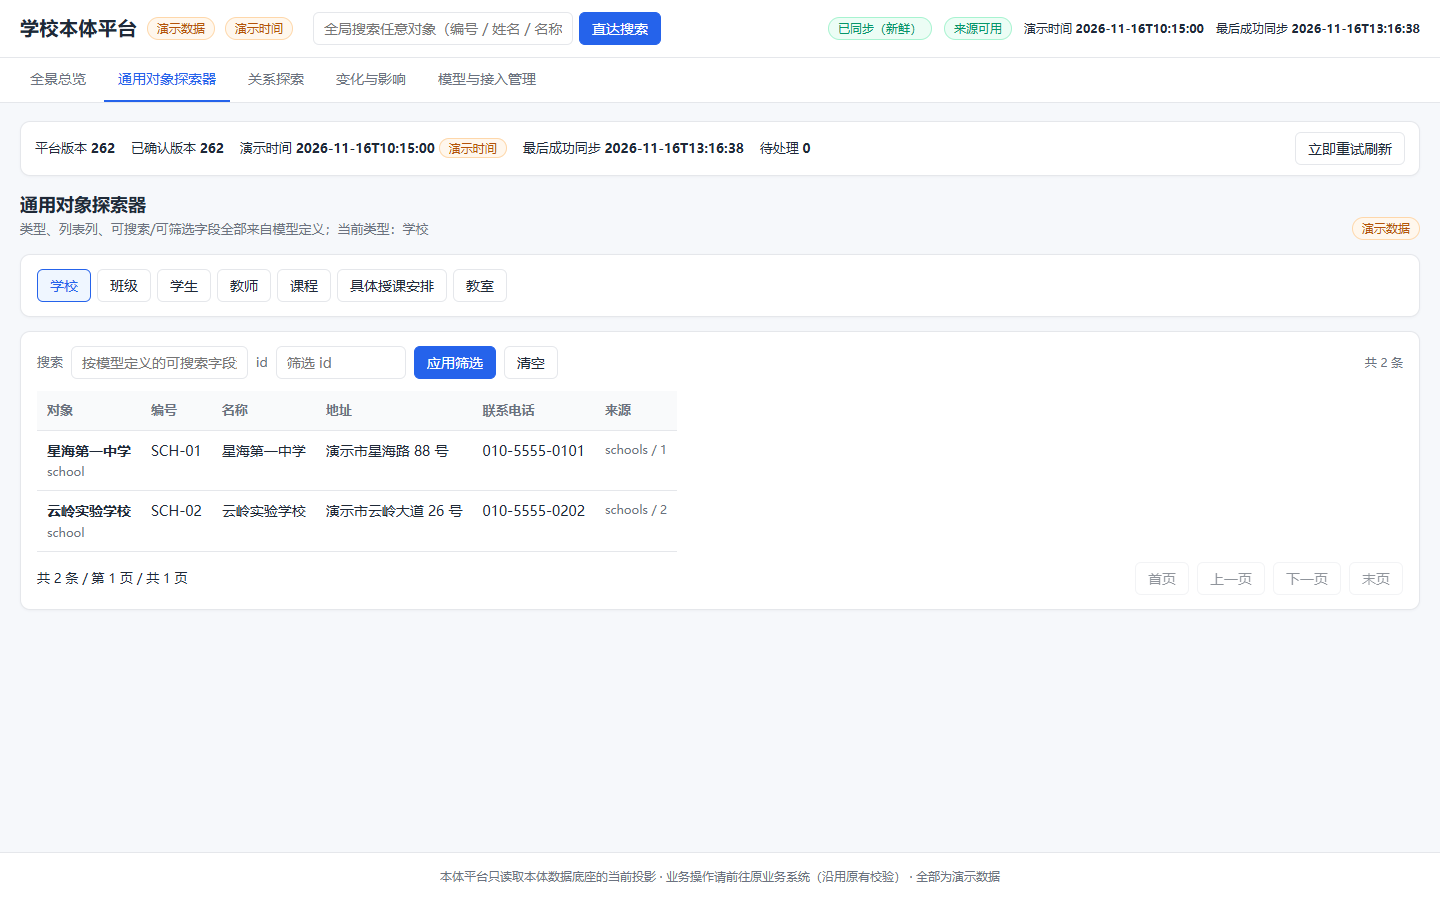 学校本体平台 演示数据 演示时间 全局搜索任意对象（编号 / 姓名 / 名称 直达搜索 已同步（新鲜） 来源可用 演示时间 2026-11-16T10:15:00 最后成功同步 2026-11-16T13:16:38
全景总览 通用对象探索器 关系探索 变化与影响 模型与接入管理
平台版本 262 已确认版本 262 演示时间 2026-11-16T10:15:00 演示时间 最后成功同步 2026-11-16T13:16:38 待处理 0 立即重试刷新
通用对象探索器
类型、列表列、可搜索/可筛选字段全部来自模型定义；当前类型：学校 演示数据
学校 班级 学生 教师 课程 具体授课安排 教室
搜索 按模型定义的可搜索字段 id 筛选 id 应用筛选 清空 共 2 条
对象 编号 名称 地址 联系电话 来源
星海第一中学 SCH-01 星海第一中学 演示市星海路 88 号 010-5555-0101 schools / 1
school
云岭实验学校 SCH-02 云岭实验学校 演示市云岭大道 26 号 010-5555-0202 schools / 2
school
共 2 条 / 第 1 页 / 共 1 页 首页 上一页 下一页 末页
本体平台只读取本体数据底座的当前投影 · 业务操作请前往原业务系统（沿用原有校验） · 全部为演示数据